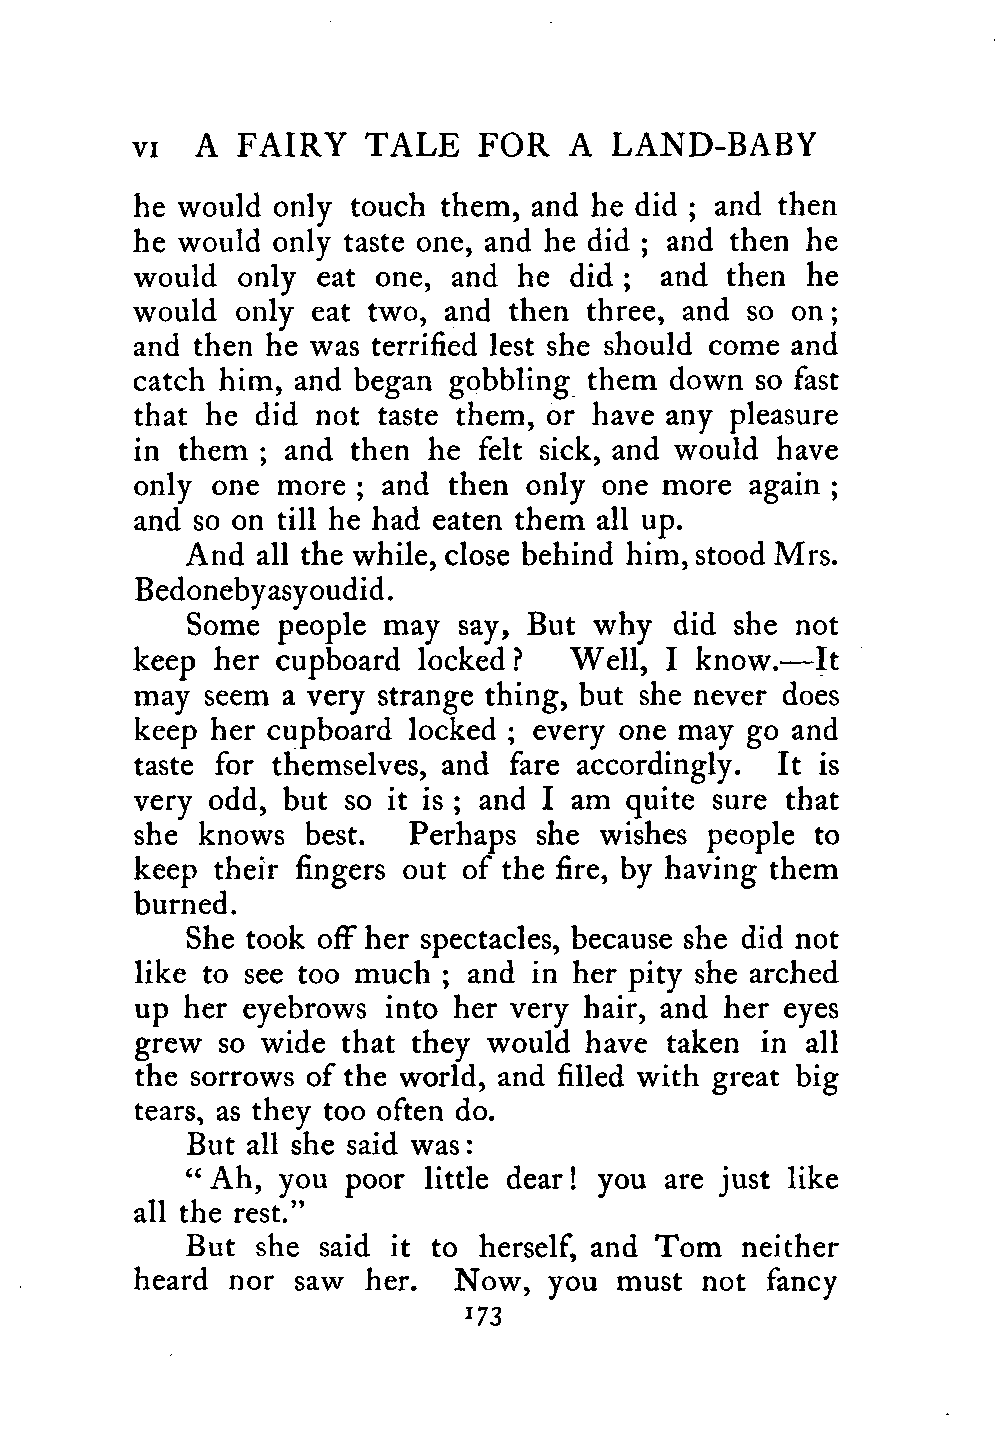 VI A FAIRY TALE FOR A LAND-BABY
he would only touch them, and he did ; and then
he would only taste one, and he did ; and then he
would only eat one, and he did ; and then he
would only eat two, and then three, and so on ;
and then he was terrified lest she should come and
catch him, and began gobbling them down so fast
that he did not taste them, or have any pleasure
in them ; and then he felt sick, and would have
only one more ; and then only one more again ;
and so on till he had eaten them all up.
And all the while, close behind him, stood Mrs.
Bedonebyasyoudid.
Some people may say, But why did she not
keep her cupboard locked ? Well, I know.—It
may seem a very strange thing, but she never does
keep her cupboard locked ; every one may go and
taste for themselves, and fare accordingly. It is
very odd, but so it is ; and I am quite sure that
she knows best. Perhaps she wishes people to
keep their fingers out of the fire, by having them
burned.
She took off her spectacles, because she did not
like to see too much ; and in her pity she arched
up her eyebrows into her very hair, and her eyes
grew so wide that they would have taken in all
the sorrows of the world, and filled with great big
tears, as they too often do.
But all she said was :
“ Ah, you poor little dear ! you are just like
all the rest.”
But she said it to herself, and Tom neither
heard nor saw her. Now, you must not fancy
173